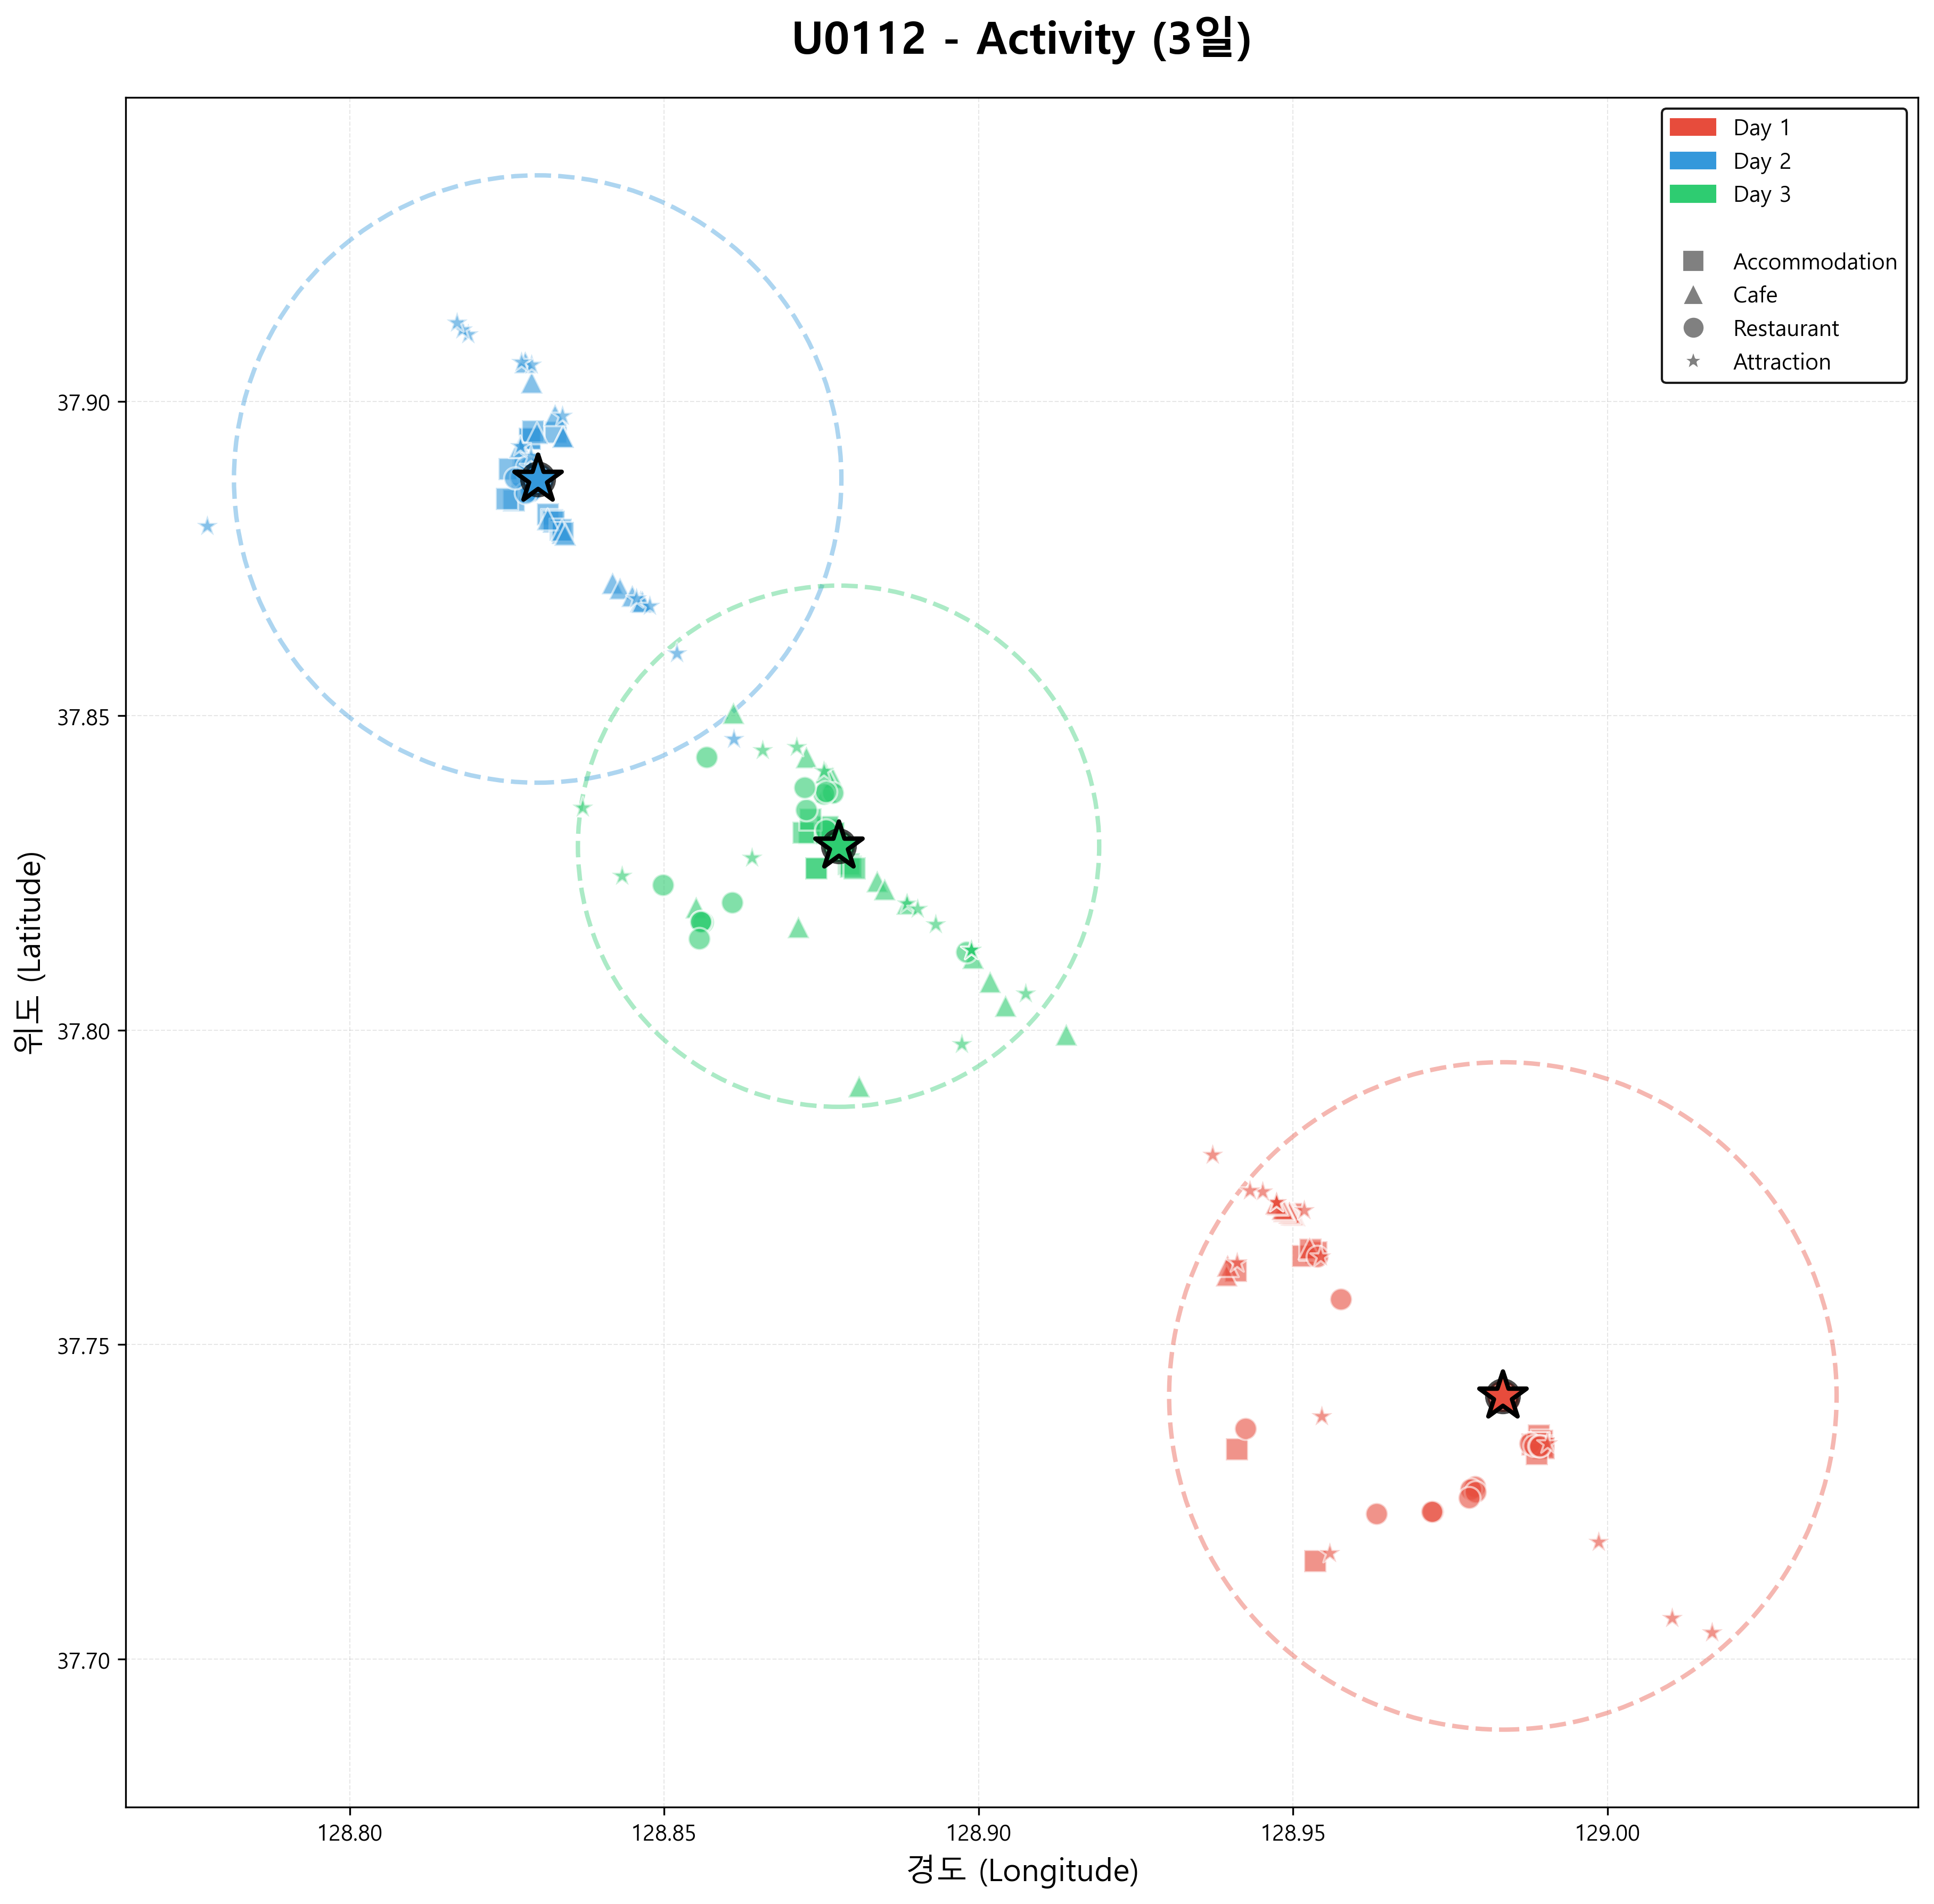 U0112 - Activity (3일)
Day 1
Day 2
Day 3
Accommodation
Cafe
Restaurant
Attraction
37.90
37.85
37.80
37.75
37.70
위도 (Latitude)
128.80
128.85
128.90
128.95
129.00
경도 (Longitude)